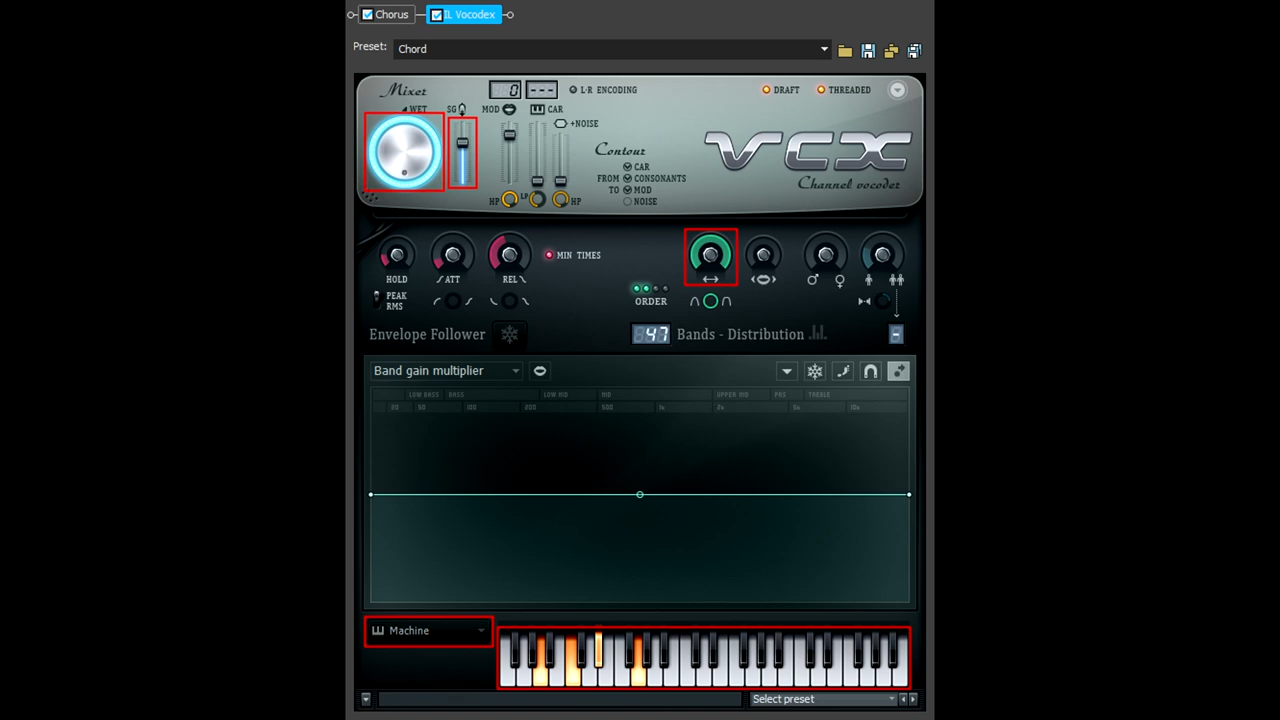 Chorus IL Vocodex
Preset: Chord
Mixer 0 --- L-R ENCODING DRAFT THREADED
WET SG MOD CAR
+NOISE
Contour
CAR
FROM CONSONANTS
TO MOD
NOISE
HP LP HP
VCX
Channel vocoder
MIN TIMES
HOLD ATT REL
PEAK
RMS
ORDER
Envelope Follower 47 Bands - Distribution -
Band gain multiplier
LOW BASS BASS LOW MID MID UPPER MID PRS TREBLE
20 50 100 200 500 1k 2k 5k 10k
Machine
Select preset